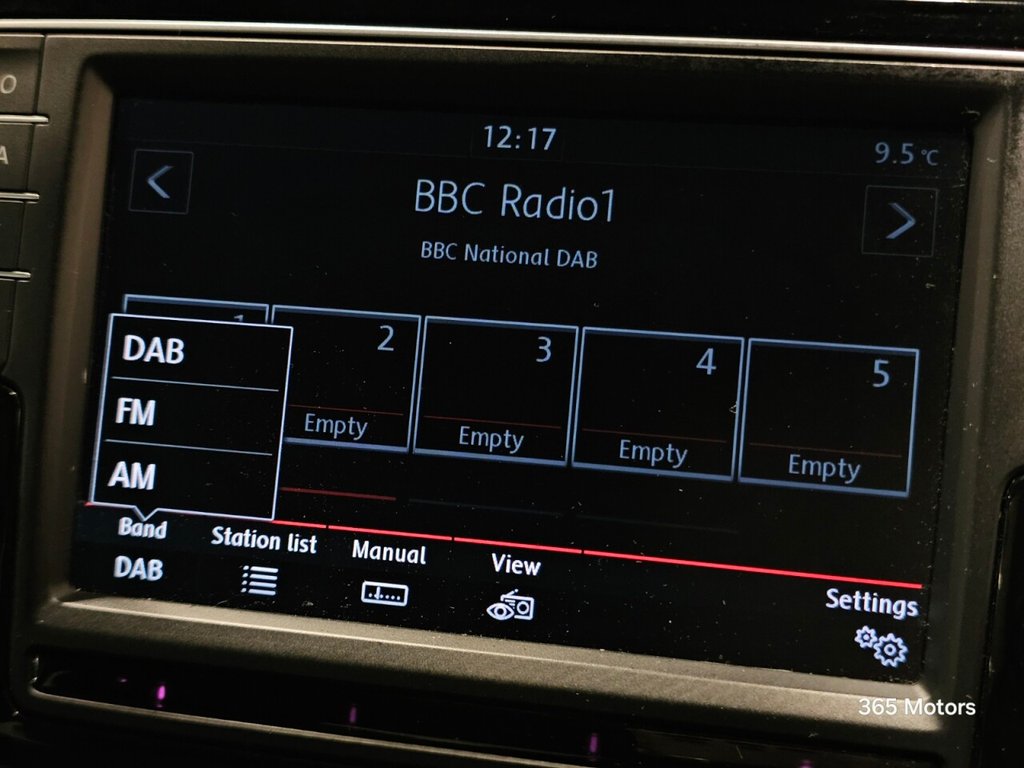 12:17
9.5°C
BBC Radio1
BBC National DAB
1
2
3
4
5
Empty
Empty
Empty
Empty
DAB
FM
AM
Band
Station list
Manual
View
Settings
DAB
365 Motors